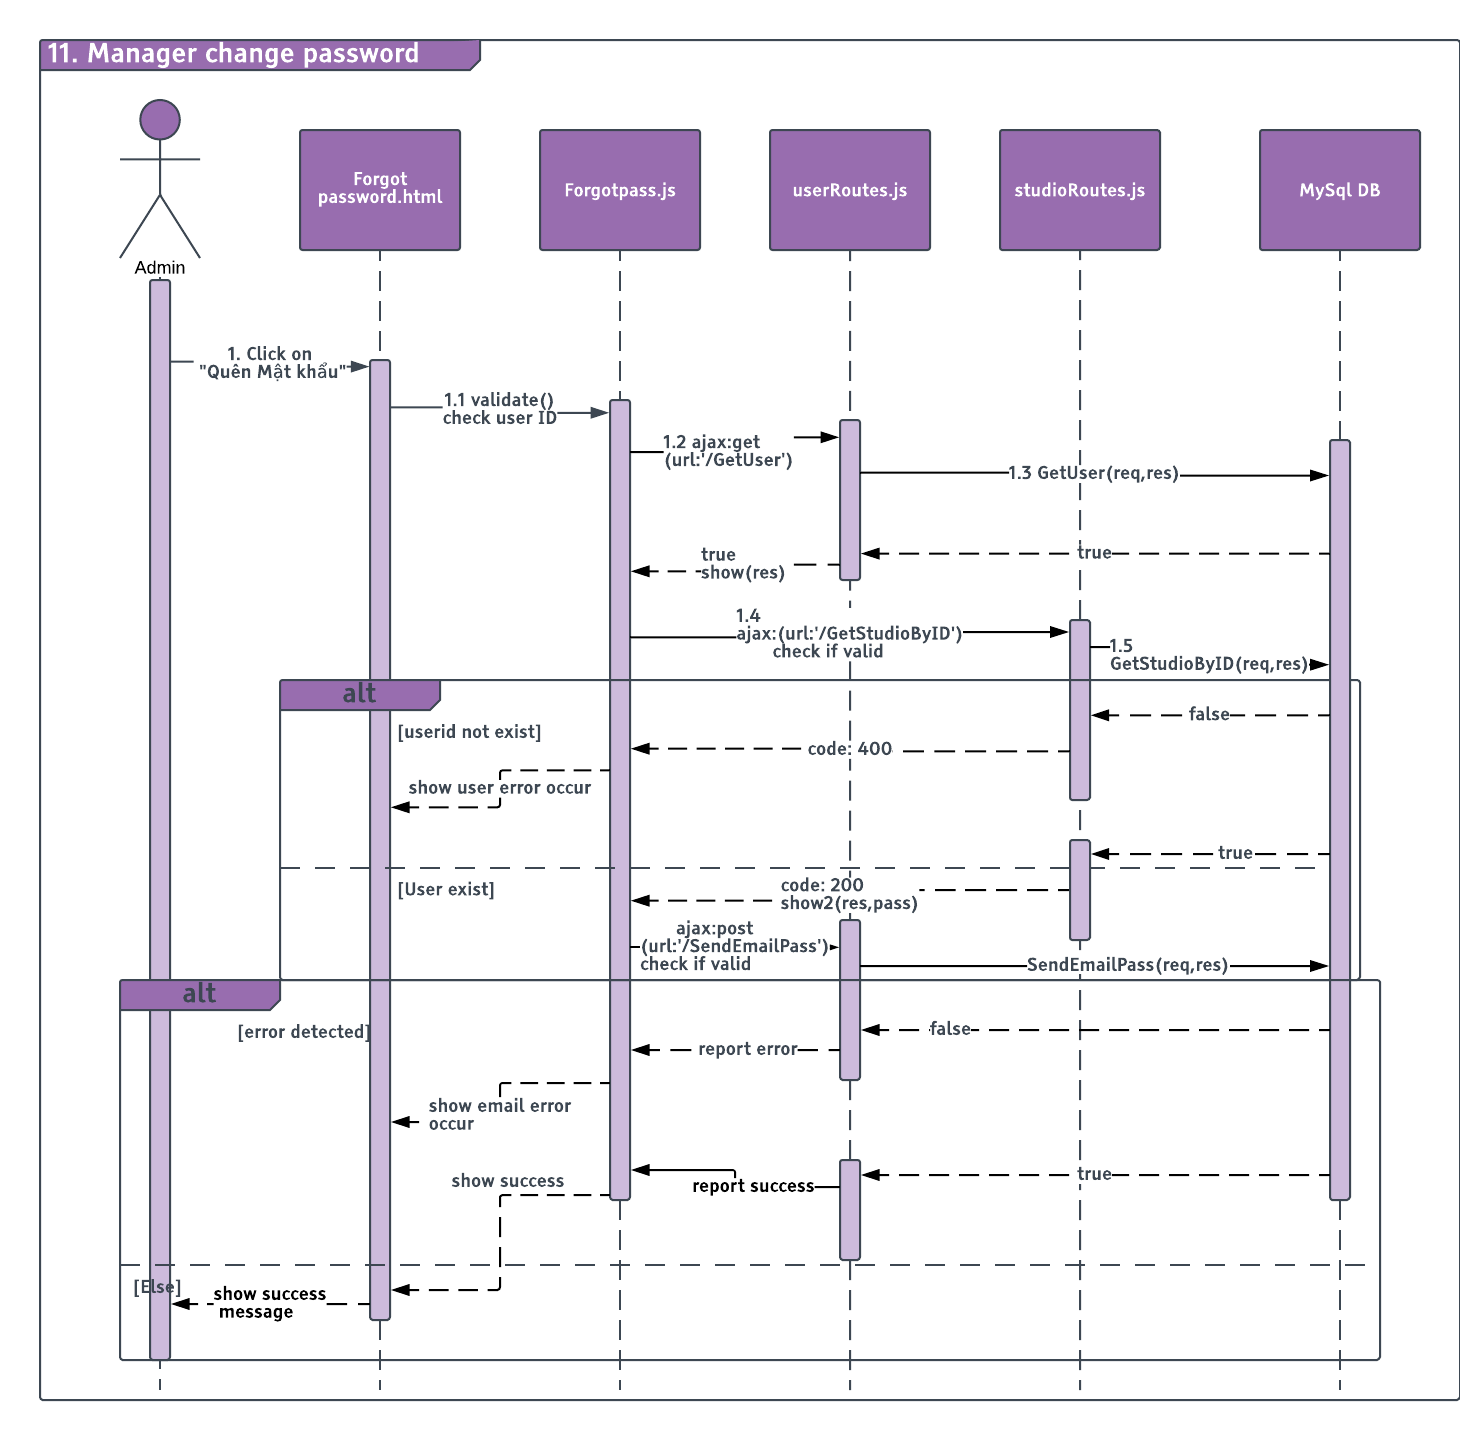 11. Manager change password
Admin
Forgot
password.html
Forgotpass.js
userRoutes.js
studioRoutes.js
MySql DB
1. Click on
"Quên Mật khẩu"
1.1 validate()
check user ID
1.2 ajax:get
(url:'/GetUser')
1.3 GetUser(req,res)
true
true
show(res)
1.4
ajax:(url:'/GetStudioByID')
check if valid
1.5
GetStudioByID(req,res)
alt
[userid not exist]
false
code: 400
show user error occur
true
[User exist]
code: 200
show2(res,pass)
ajax:post
(url:'/SendEmailPass')
check if valid
SendEmailPass(req,res)
alt
[error detected]
false
report error
show email error
occur
true
show success
report success
[Else]
show success
message